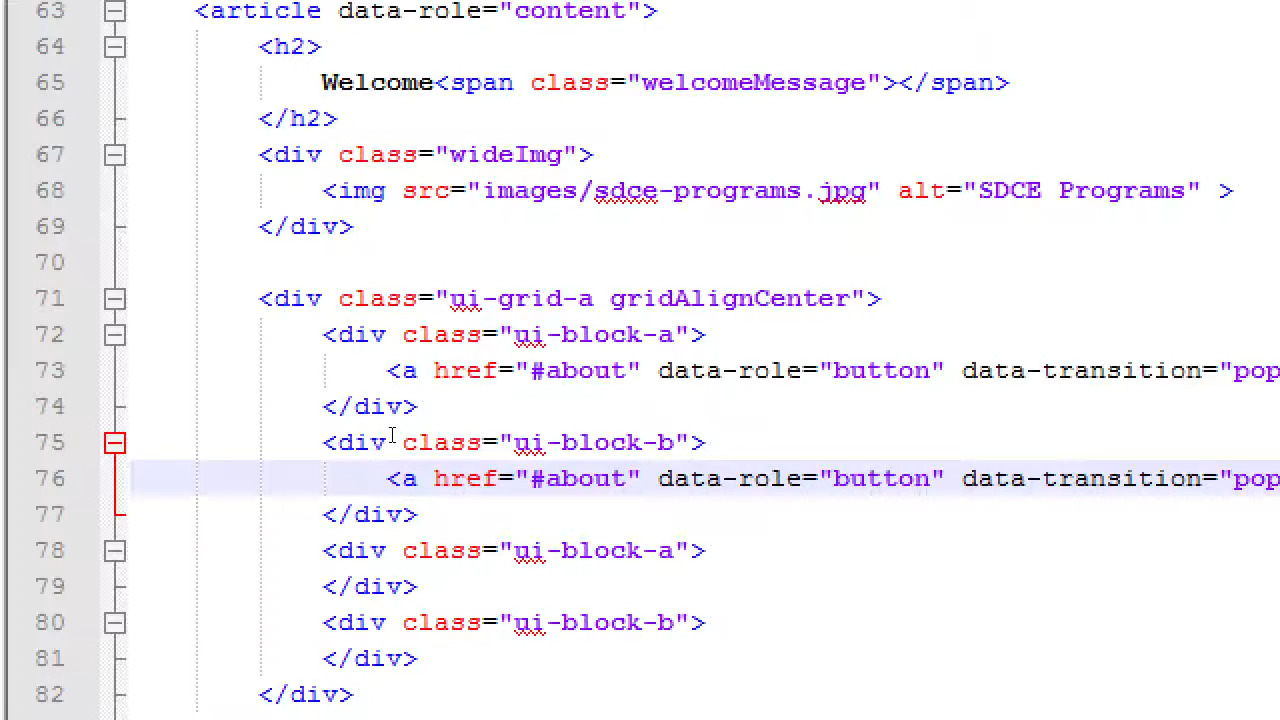 63 <article data-role="content">
64 <h2>
65 Welcome<span class="welcomeMessage"></span>
66 </h2>
67 <div class="wideImg">
68 <img src="images/sdce-programs.jpg" alt="SDCE Programs" >
69 </div>
70
71 <div class="ui-grid-a gridAlignCenter">
72 <div class="ui-block-a">
73 <a href="#about" data-role="button" data-transition="pop
74 </div>
75 <div class="ui-block-b">
76 <a href="#about" data-role="button" data-transition="pop
77 </div>
78 <div class="ui-block-a">
79 </div>
80 <div class="ui-block-b">
81 </div>
82 </div>